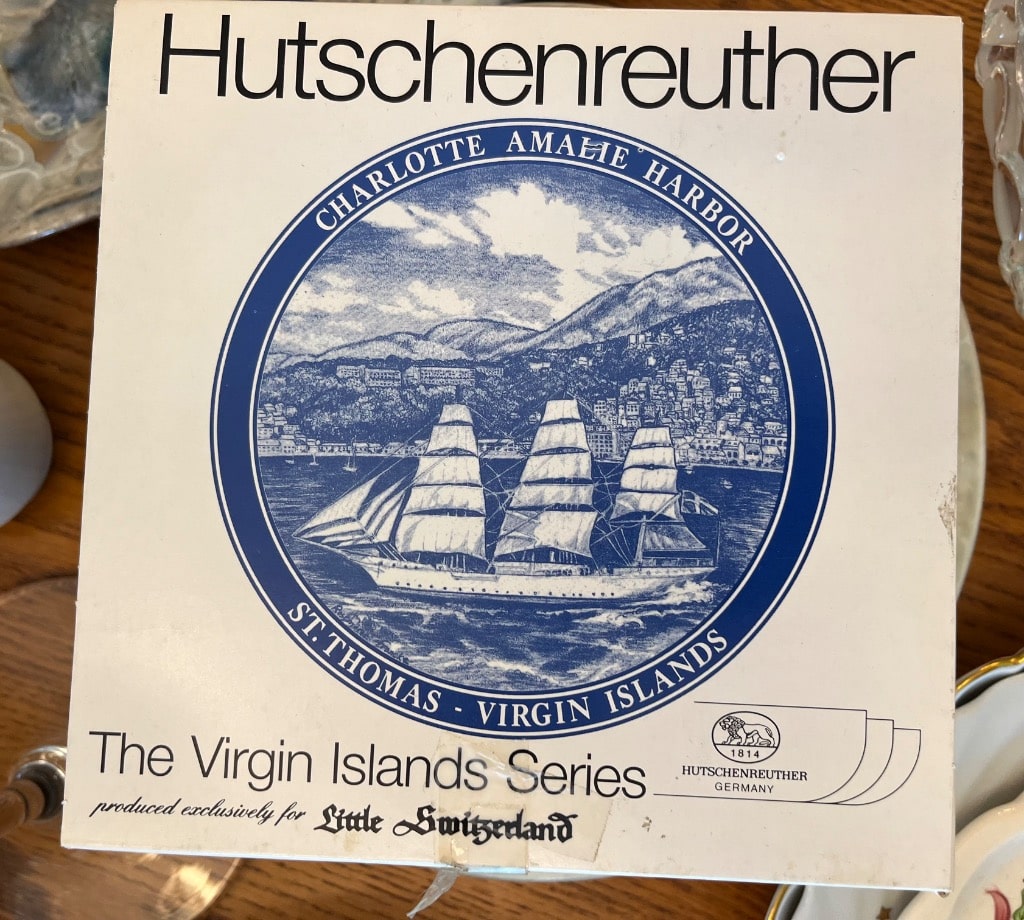 Hutschenreuther
CHARLOTTE AMALIE HARBOR
ST. THOMAS - VIRGIN ISLANDS
The Virgin Islands Series
produced exclusively for Little Switzerland
1814
HUTSCHENREUTHER
GERMANY